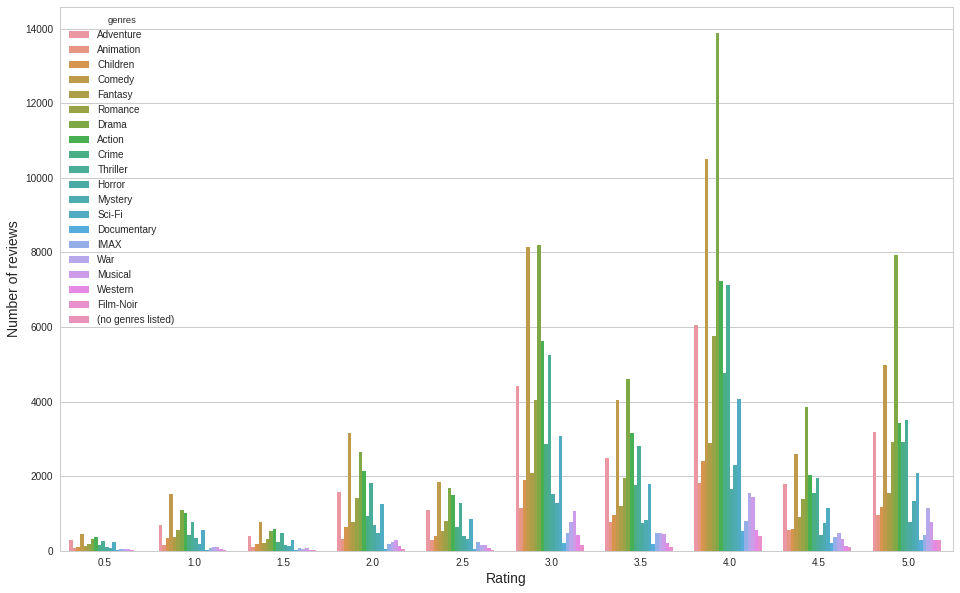 genres
Adventure
Animation
Children
Comedy
Fantasy
Romance
Drama
Action
Crime
Thriller
Horror
Mystery
Sci-Fi
Documentary
IMAX
War
Musical
Western
Film-Noir
(no genres listed)
14000
12000
10000
8000
6000
4000
2000
0
Number of reviews
0.5 1.0 1.5 2.0 2.5 3.0 3.5 4.0 4.5 5.0
Rating